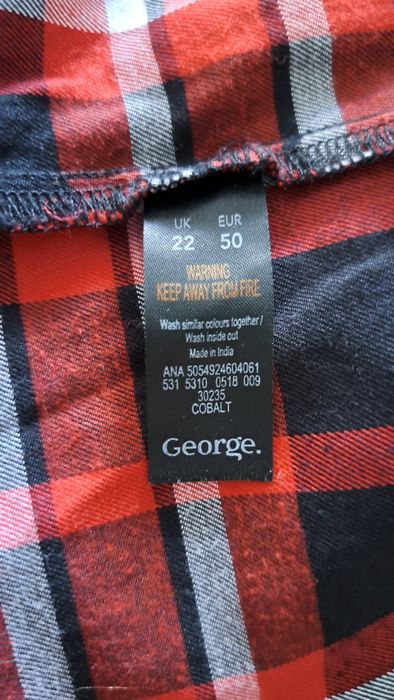 UK EUR
22 50
WARNING
KEEP AWAY FROM FIRE
Wash similar colours together /
Wash inside out
Made in India
ANA 5054924604061
531 5310 0518 009
30235
COBALT
George.